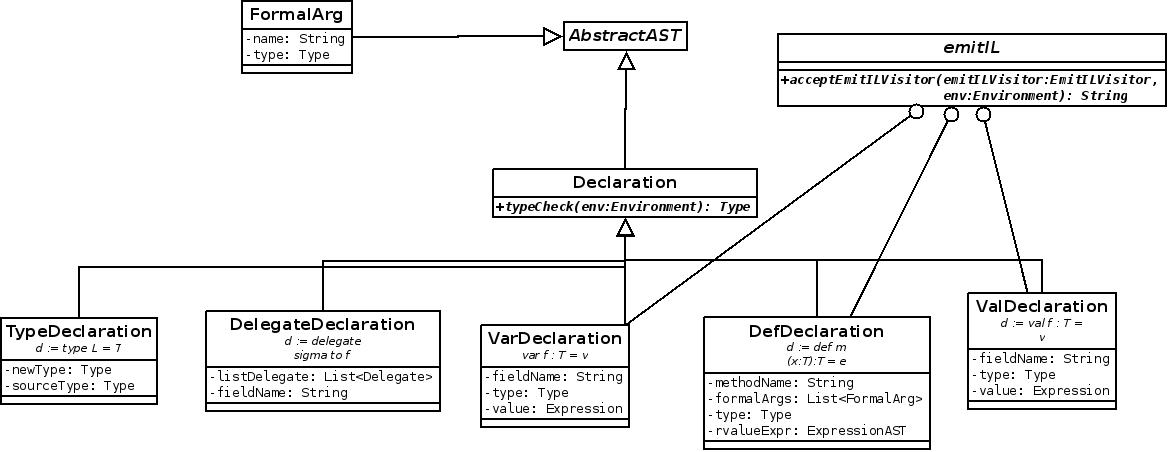 FormalArg
-name: String
-type: Type
AbstractAST
emitIL
+acceptEmitILVisitor(emitILVisitor:EmitILVisitor,
env:Environment): String
Declaration
+typeCheck(env:Environment): Type
TypeDeclaration
d := type L = T
-newType: Type
-sourceType: Type
DelegateDeclaration
d := delegate
sigma to f
-listDelegate: List<Delegate>
-fieldName: String
VarDeclaration
var f : T = v
-fieldName: String
-type: Type
-value: Expression
DefDeclaration
d := def m
(x:T):T = e
-methodName: String
-formalArgs: List<FormalArg>
-type: Type
-rvalueExpr: ExpressionAST
ValDeclaration
d := val f : T =
v
-fieldName: String
-type: Type
-value: Expression